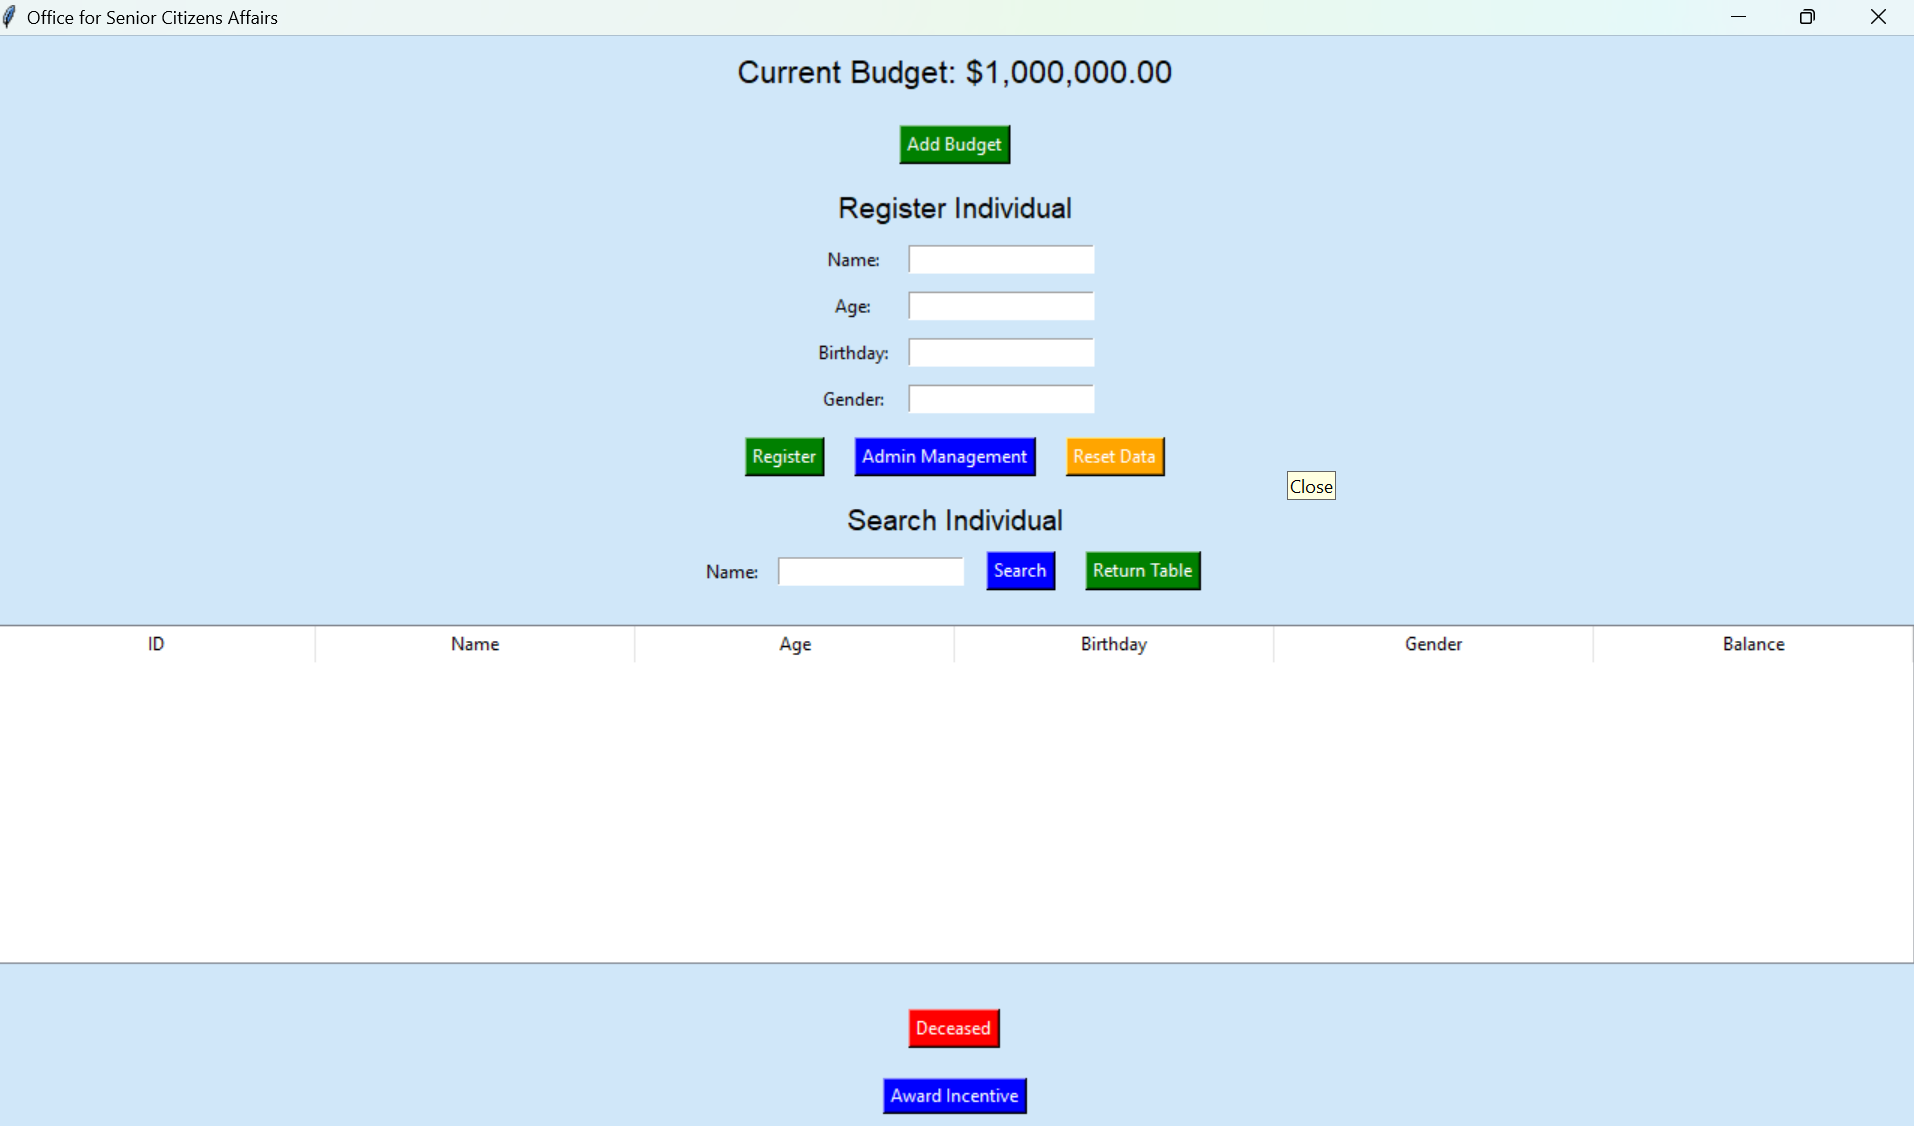 Office for Senior Citizens Affairs
Current Budget: $1,000,000.00
Add Budget
Register Individual
Name:
Age:
Birthday:
Gender:
Register Admin Management Reset Data
Close
Search Individual
Name: Search Return Table
ID Name Age Birthday Gender Balance
Deceased
Award Incentive